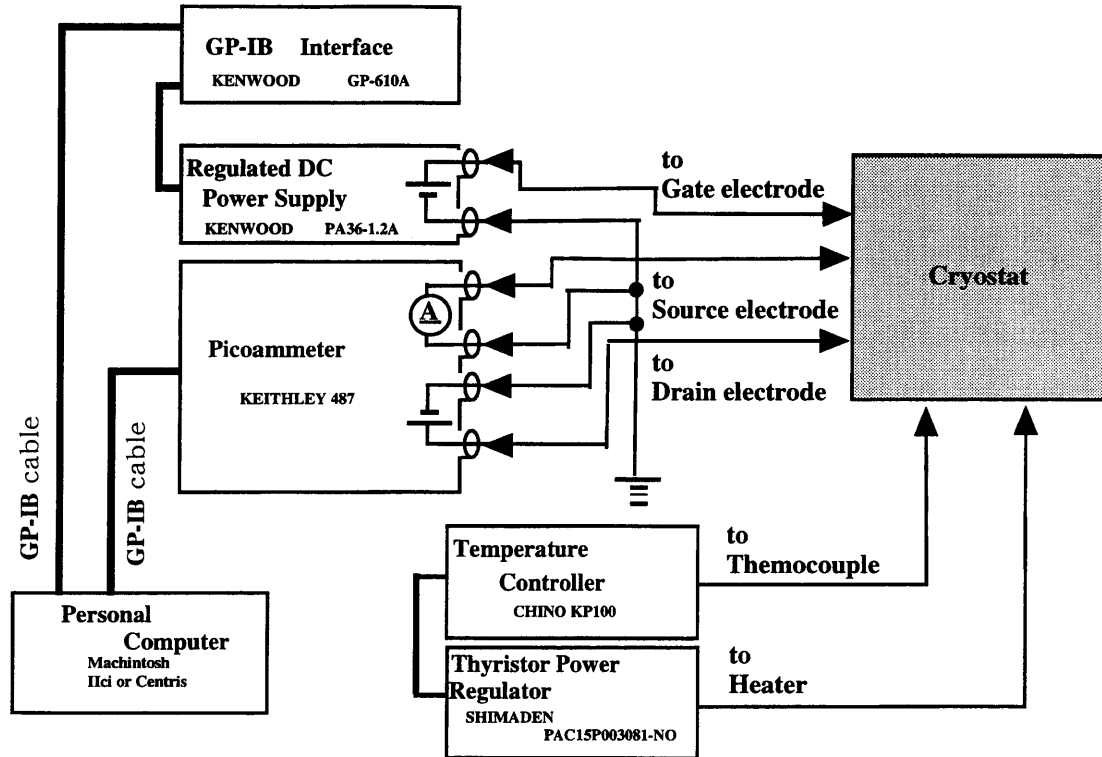 GP-IB Interface
KENWOOD GP-610A
Regulated DC
Power Supply
KENWOOD PA36-1.2A
to
Gate electrode
Cryostat
A
to
Source electrode
Picoammeter
KEITHLEY 487
to
Drain electrode
GP-IB cable
GP-IB cable
Temperature
Controller
CHINO KP100
to
Themocouple
Personal
Computer
Machintosh
IIci or Centris
Thyristor Power
Regulator
SHIMADEN
PAC15P003081-NO
to
Heater